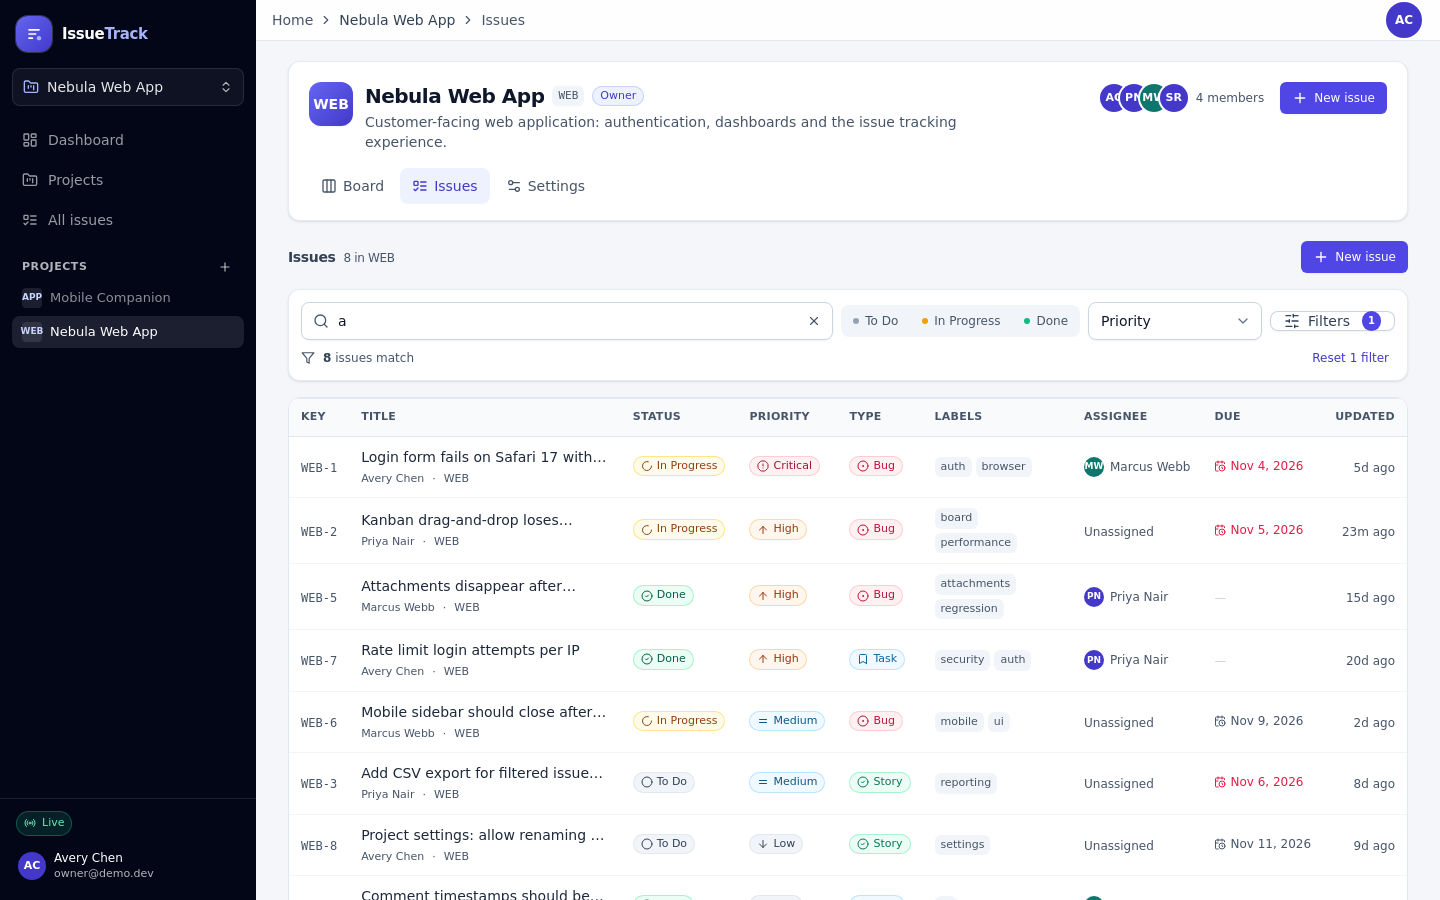 IssueTrack
Nebula Web App
Dashboard
Projects
All issues
PROJECTS
APP Mobile Companion
WEB Nebula Web App
Live
AC
Avery Chen
owner@demo.dev
Home Nebula Web App Issues
AC
WEB
Nebula Web App WEB Owner
Customer-facing web application: authentication, dashboards and the issue tracking
experience.
SR 4 members New issue
Board Issues Settings
Issues 8 in WEB
New issue
a To Do In Progress Done Priority Filters 1
8 issues match
Reset 1 filter
KEY TITLE STATUS PRIORITY TYPE LABELS ASSIGNEE DUE UPDATED
WEB-1 Login form fails on Safari 17 with… In Progress Critical Bug auth browser MW Marcus Webb Nov 4, 2026 5d ago
Avery Chen · WEB
WEB-2 Kanban drag-and-drop loses… In Progress High Bug board performance Unassigned Nov 5, 2026 23m ago
Priya Nair · WEB
WEB-5 Attachments disappear after… Done High Bug attachments regression PN Priya Nair — 15d ago
Marcus Webb · WEB
WEB-7 Rate limit login attempts per IP Done High Task security auth PN Priya Nair — 20d ago
Avery Chen · WEB
WEB-6 Mobile sidebar should close after… In Progress Medium Bug mobile ui Unassigned Nov 9, 2026 2d ago
Marcus Webb · WEB
WEB-3 Add CSV export for filtered issue… To Do Medium Story reporting Unassigned Nov 6, 2026 8d ago
Priya Nair · WEB
WEB-8 Project settings: allow renaming … To Do Low Story settings Unassigned Nov 11, 2026 9d ago
Avery Chen · WEB
Comment timestamps should be…